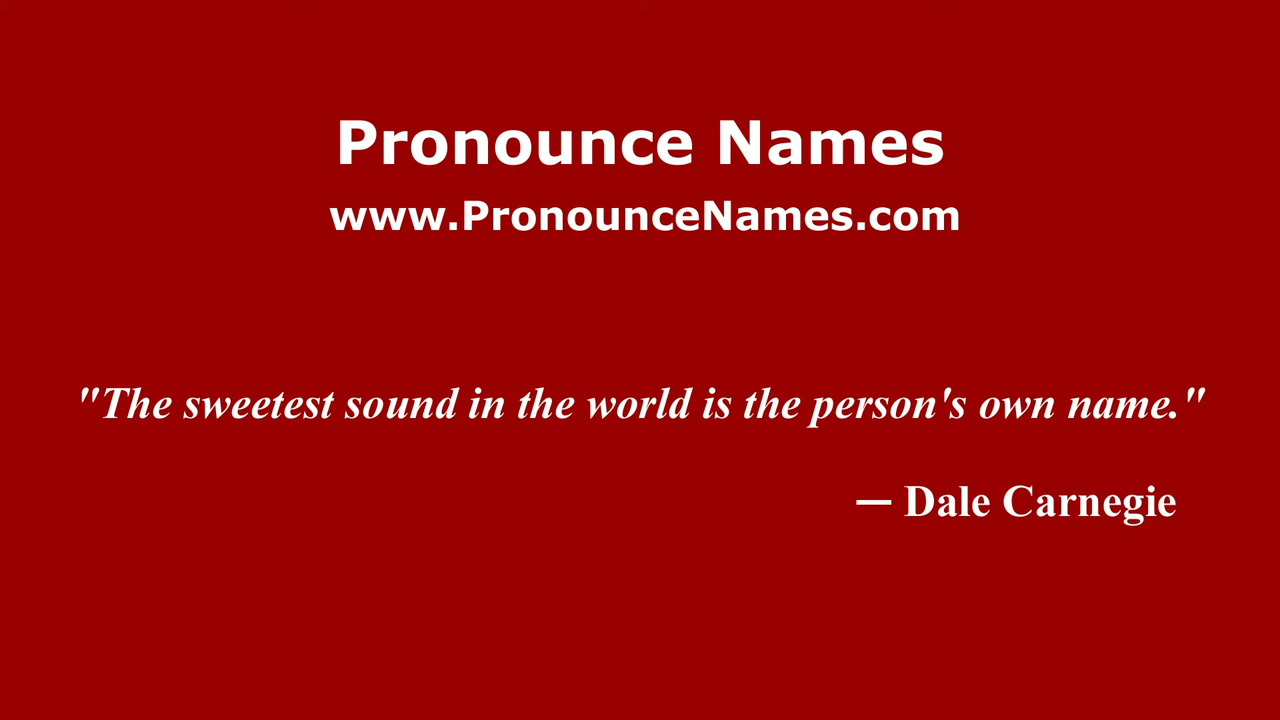 Pronounce Names
www.PronounceNames.com
"The sweetest sound in the world is the person's own name."
— Dale Carnegie